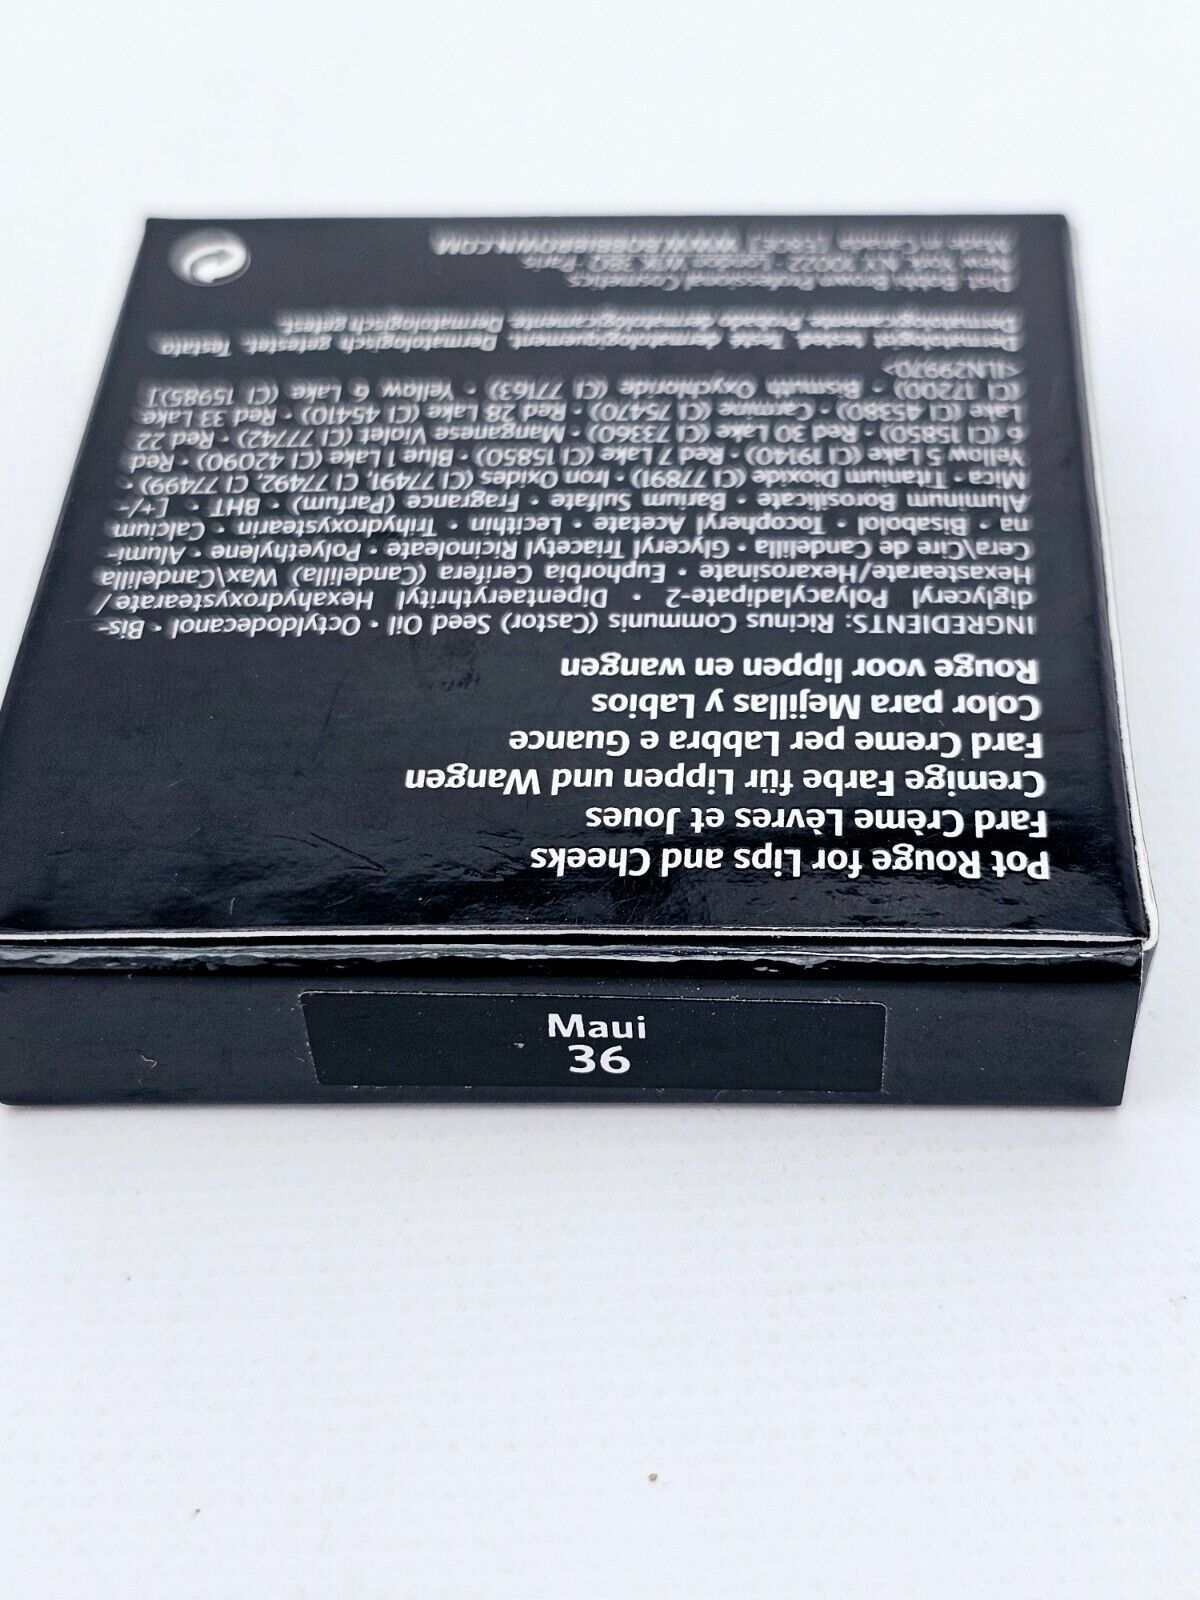 Pot Rouge for Lips and Cheeks
Fard Crème Lèvres et Joues
Cremige Farbe für Lippen und Wangen
Fard Creme per Labbra e Guance
Color para Mejillas y Labios
Rouge voor lippen en wangen
INGREDIENTS: Ricinus Communis (Castor) Seed Oil • Octyldodecanol • Bis-
diglyceryl Polyacyladipate-2 • Dipentaerythrityl Hexahydroxystearate/
Hexastearate/Hexarosinate • Euphorbia Cerifera (Candelilla) Wax\Candelilla
Cera\Cire de Candelilla • Glyceryl Triacetyl Ricinoleate • Polyethylene • Alumi-
na • Bisabolol • Tocopheryl Acetate • Lecithin • Trihydroxystearin • Calcium
Aluminum Borosilicate • Barium Sulfate • Fragrance (Parfum) • BHT • [+/-
Mica • Titanium Dioxide (CI 77891) • Iron Oxides (CI 77491, CI 77492, CI 77499) •
Yellow 5 Lake (CI 19140) • Red 7 Lake (CI 15850) • Blue 1 Lake (CI 42090) • Red
6 (CI 15850) • Red 30 Lake (CI 73360) • Manganese Violet (CI 77742) • Red 22
Lake (CI 45380) • Carmine (CI 75470) • Red 28 Lake (CI 45410) • Red 33 Lake
(CI 17200) • Bismuth Oxychloride (CI 77163) • Yellow 6 Lake (CI 15985)]
<ILN29970>
Dermatologist tested. Testé dermatologiquement. Dermatologisch getestet. Testato
Dermatologicamente. Probado dermatológicamente. Dermatologisch getest.
Dist. Bobbi Brown Professional Cosmetics
New York, NY 10022 • London W1K 3BQ • Paris
Made in Canada WWW.BOBBIBROWN.COM
Maui
36